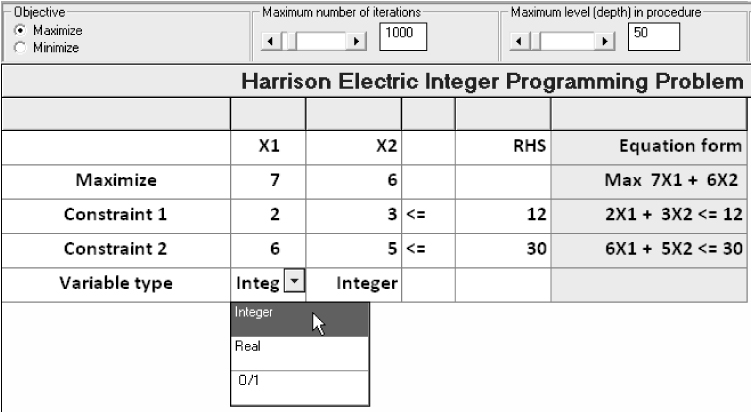 Objective Maximum number of iterations Maximum level (depth) in procedure
Maximize 1000 50
Minimize
Harrison Electric Integer Programming Problem
X1 X2 RHS Equation form
Maximize 7 6 Max 7X1 + 6X2
Constraint 1 2 3 <= 12 2X1 + 3X2 <= 12
Constraint 2 6 5 <= 30 6X1 + 5X2 <= 30
Variable type Integ Integer
Integer
Real
0/1